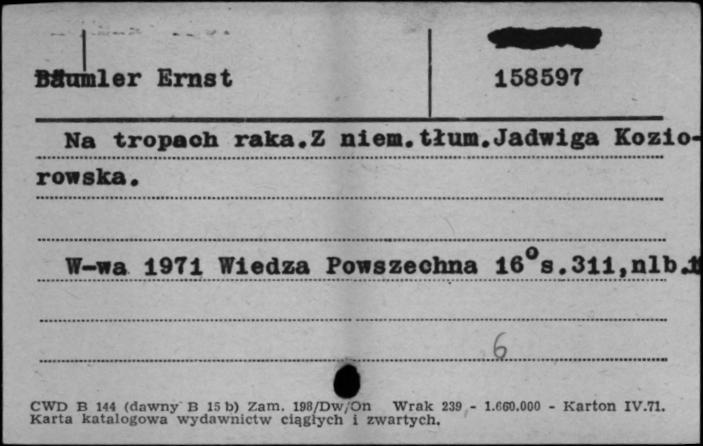 Bäumler Ernst 158597
Na tropach raka.Z niem.tłum.Jadwiga Kozio-
rowska.
W-wa 1971 Wiedza Powszechna 16°s.311,nlb.1
6
CWD B 144 (dawny B 15 b) Zam. 198/Dw/On Wrak 239 - 1.660.000 - Karton IV.71.
Karta katalogowa wydawnictw ciągłych i zwartych.